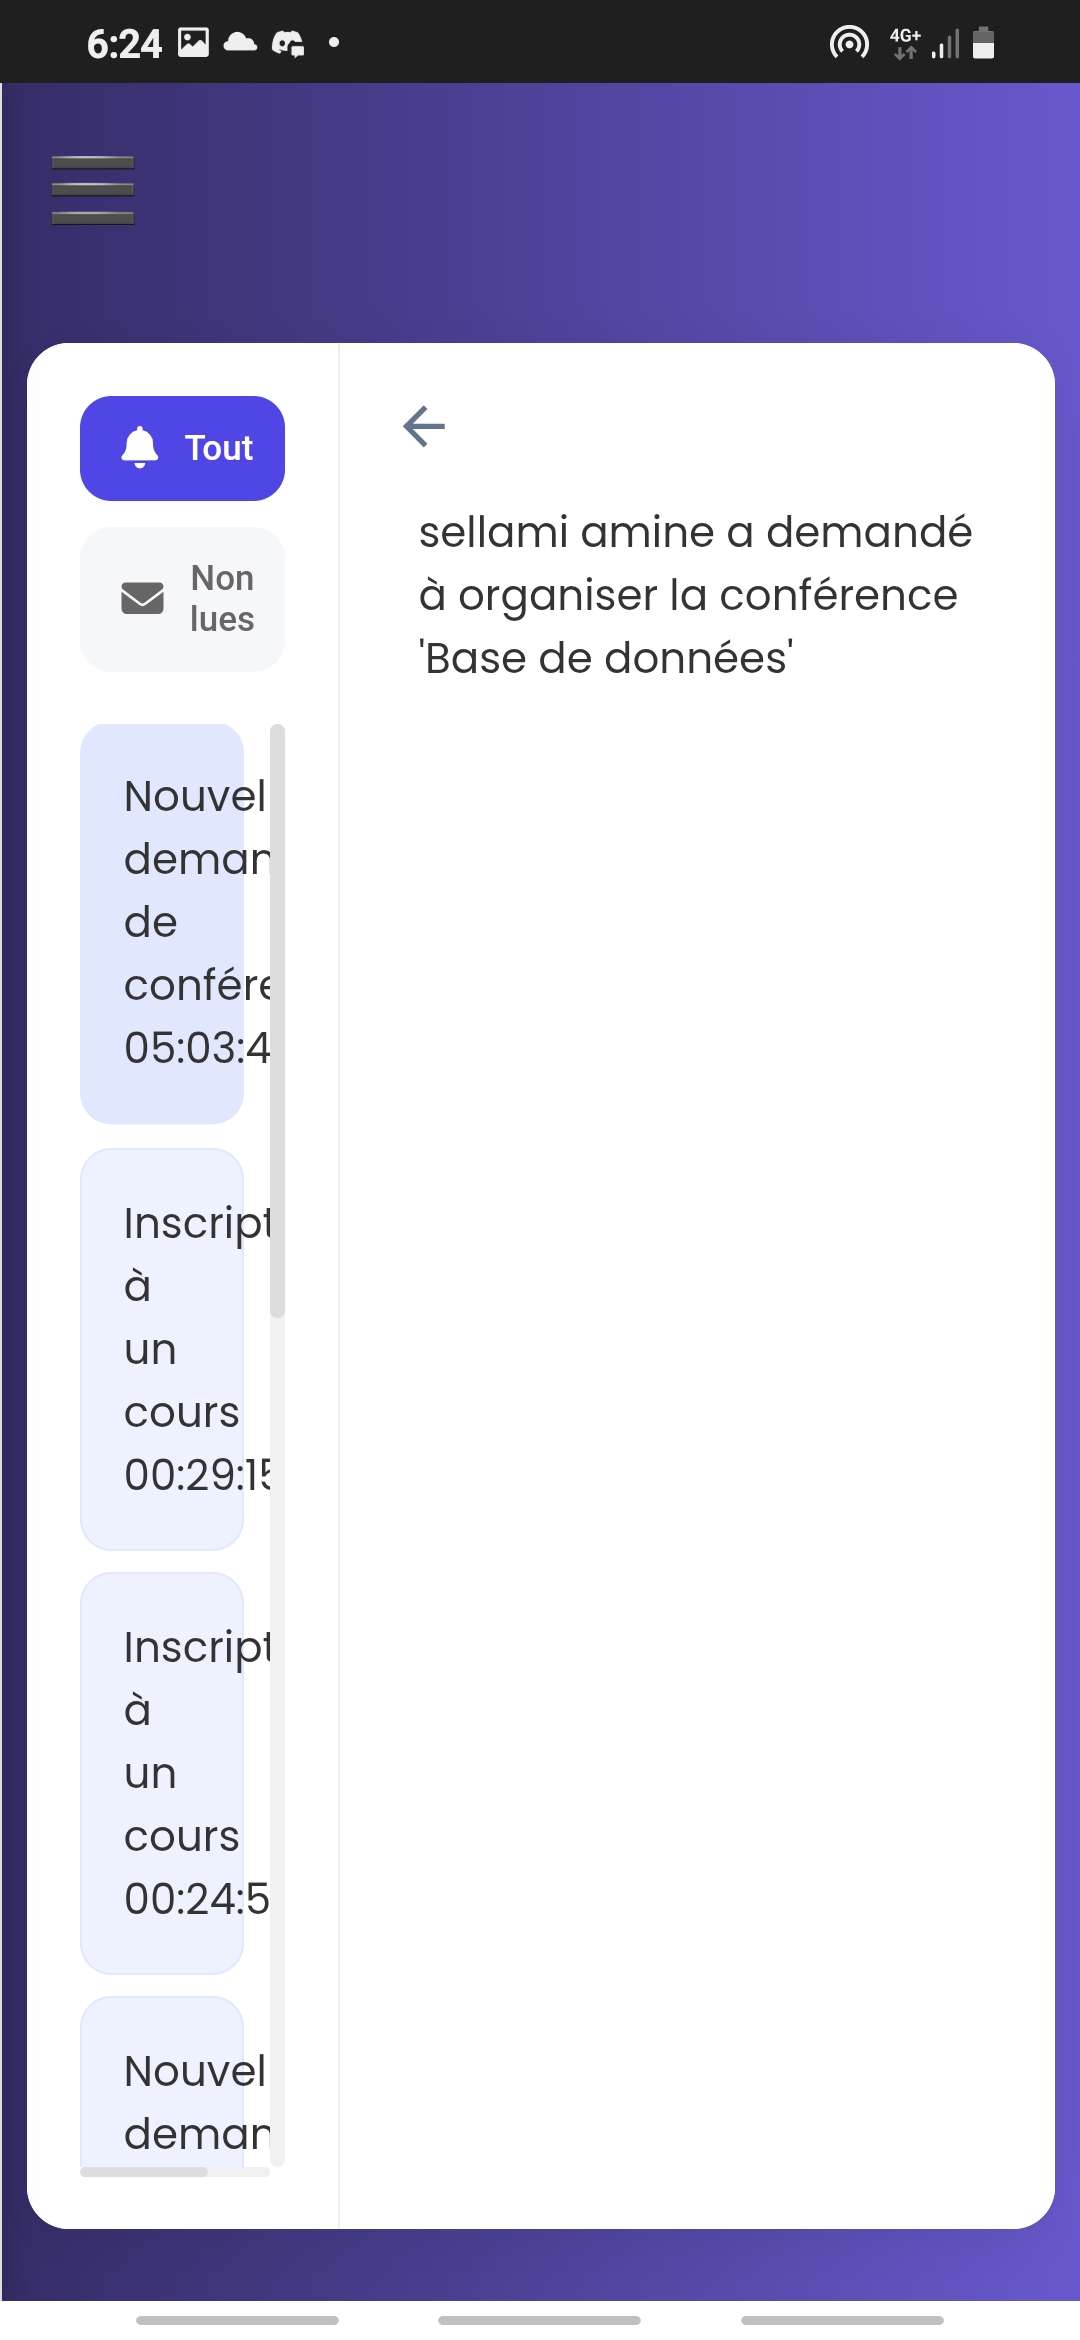 6:24
4G+
Tout
Non
lues
sellami amine a demandé
à organiser la conférence
'Base de données'
Nouvel
deman
de
confére
05:03:4
Inscript
à
un
cours
00:29:15
Inscript
à
un
cours
00:24:5
Nouvel
deman